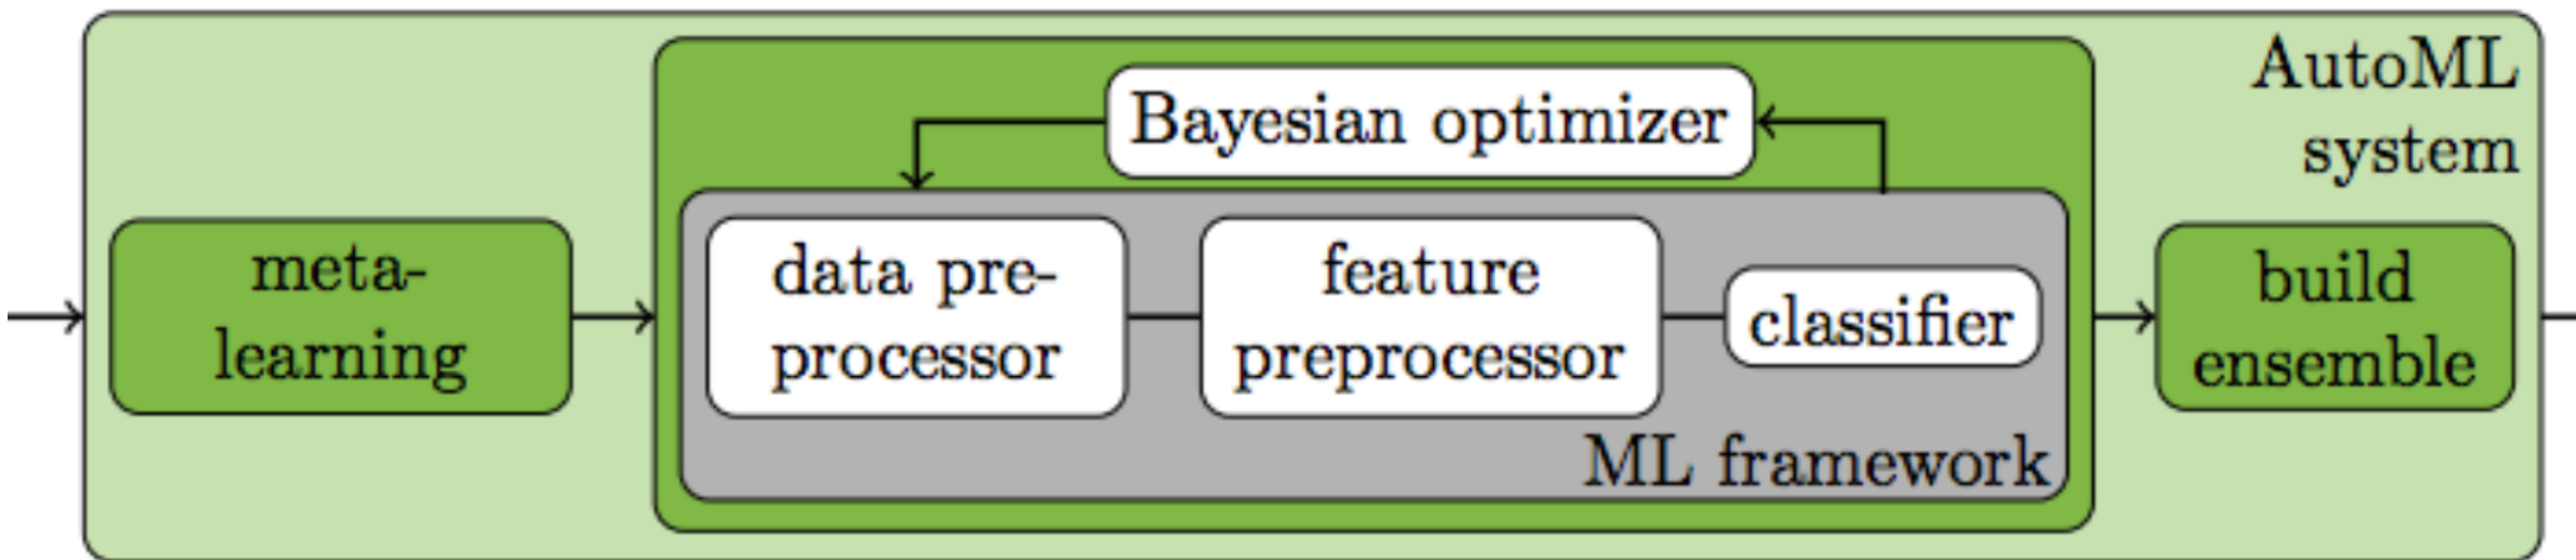 AutoML
system
Bayesian optimizer
meta-
learning
data pre-
processor
feature
preprocessor
classifier
ML framework
build
ensemble